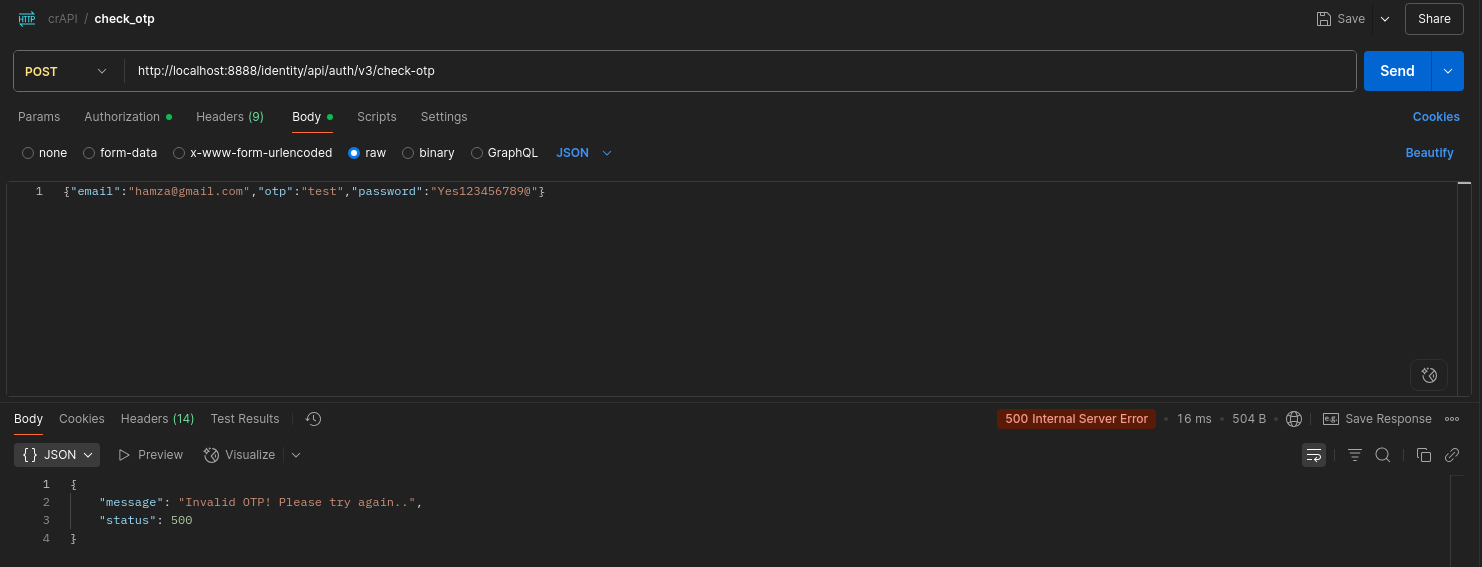 HTTP crAPI / check_otp Save Share
POST http://localhost:8888/identity/api/auth/v3/check-otp Send
Params Authorization Headers (9) Body Scripts Settings Cookies
none form-data x-www-form-urlencoded raw binary GraphQL JSON Beautify
1 {"email":"hamza@gmail.com","otp":"test","password":"Yes123456789@"}
Body Cookies Headers (14) Test Results 500 Internal Server Error • 16 ms • 504 B • e.g. Save Response
{} JSON Preview Visualize
1 {
2 "message": "Invalid OTP! Please try again..",
3 "status": 500
4 }